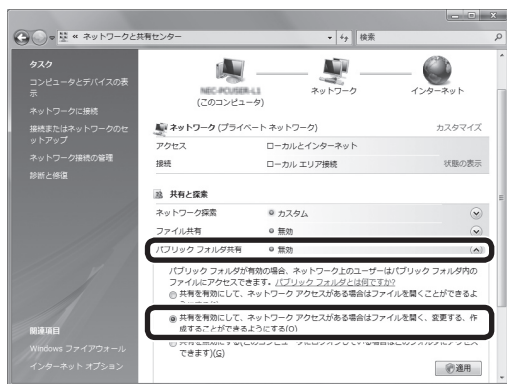 ネットワークと共有センター
検索
タスク
コンピュータとデバイスの表
示
ネットワークに接続
接続またはネットワークのセ
ットアップ
ネットワーク接続の管理
診断と修復
(このコンピュータ)
ネットワーク
インターネット
ネットワーク (プライベート ネットワーク)
カスタマイズ
アクセス
ローカルとインターネット
接続
ローカル エリア接続
状態の表示
共有と探索
ネットワーク探索
カスタム
ファイル共有
無効
パブリック フォルダ共有
無効
パブリック フォルダが有効の場合、ネットワーク上のユーザーはパブリック フォルダ内の
ファイルにアクセスできます。パブリック フォルダとは何ですか?
共有を有効にして、ネットワーク アクセスがある場合はファイルを開くことができるよ
共有を有効にして、ネットワーク アクセスがある場合はファイルを開く、変更する、作
成することができるようにする(O)
できます)(G)
適用
関連項目
Windows ファイアウォール
インターネット オプション